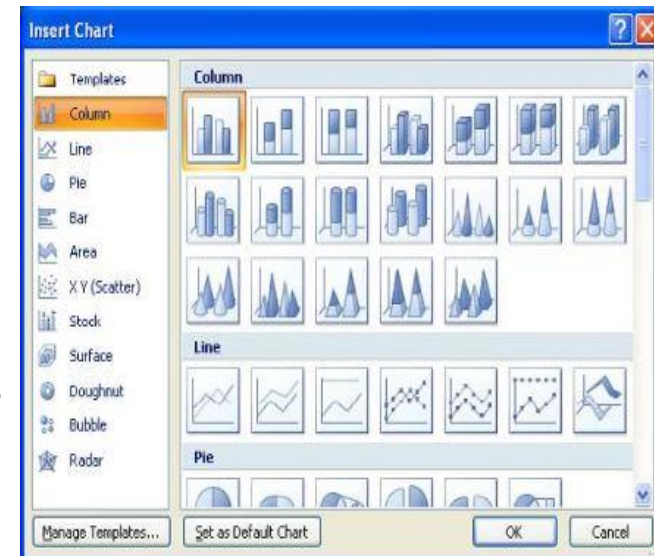 Insert Chart
Templates
Column
Line
Pie
Bar
Area
X Y (Scatter)
Stock
Surface
Doughnut
Bubble
Radar
Column
Line
Pie
Manage Templates...
Set as Default Chart
OK
Cancel